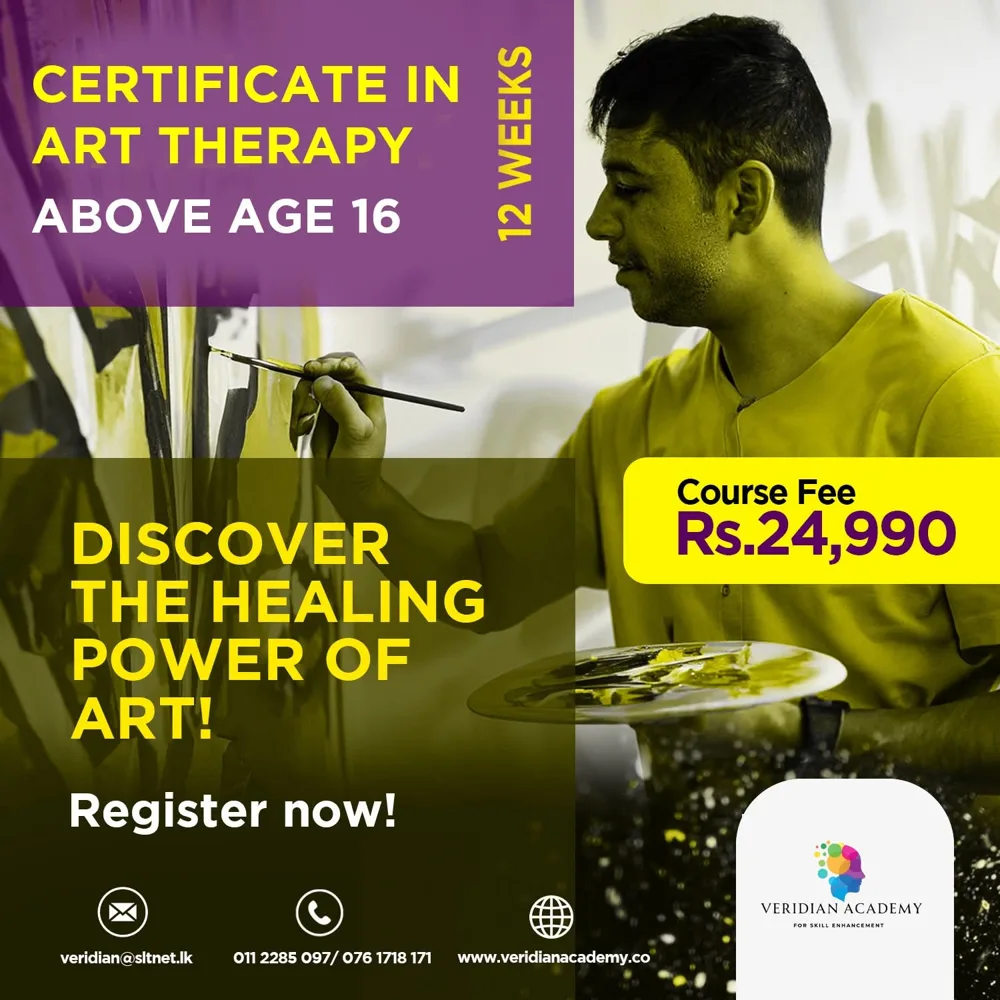 CERTIFICATE IN
ART THERAPY
ABOVE AGE 16
12 WEEKS
Course Fee
Rs.24,990
DISCOVER
THE HEALING
POWER OF
ART!
Register now!
veridian@sltnet.lk
011 2285 097/ 076 1718 171
www.veridianacademy.co
VERIDIAN ACADEMY
FOR SKILL ENHANCEMENT